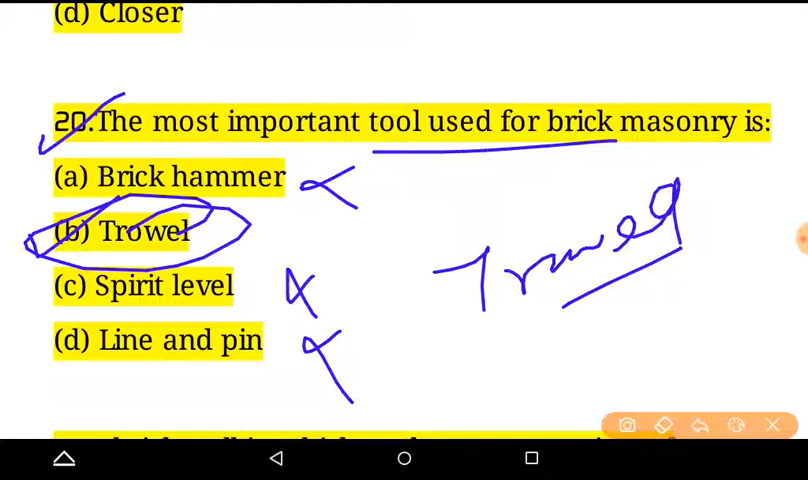 (d) Closer
20.The most important tool used for brick masonry is:
(a) Brick hammer
(b) Trowel
(c) Spirit level
(d) Line and pin
Trowel